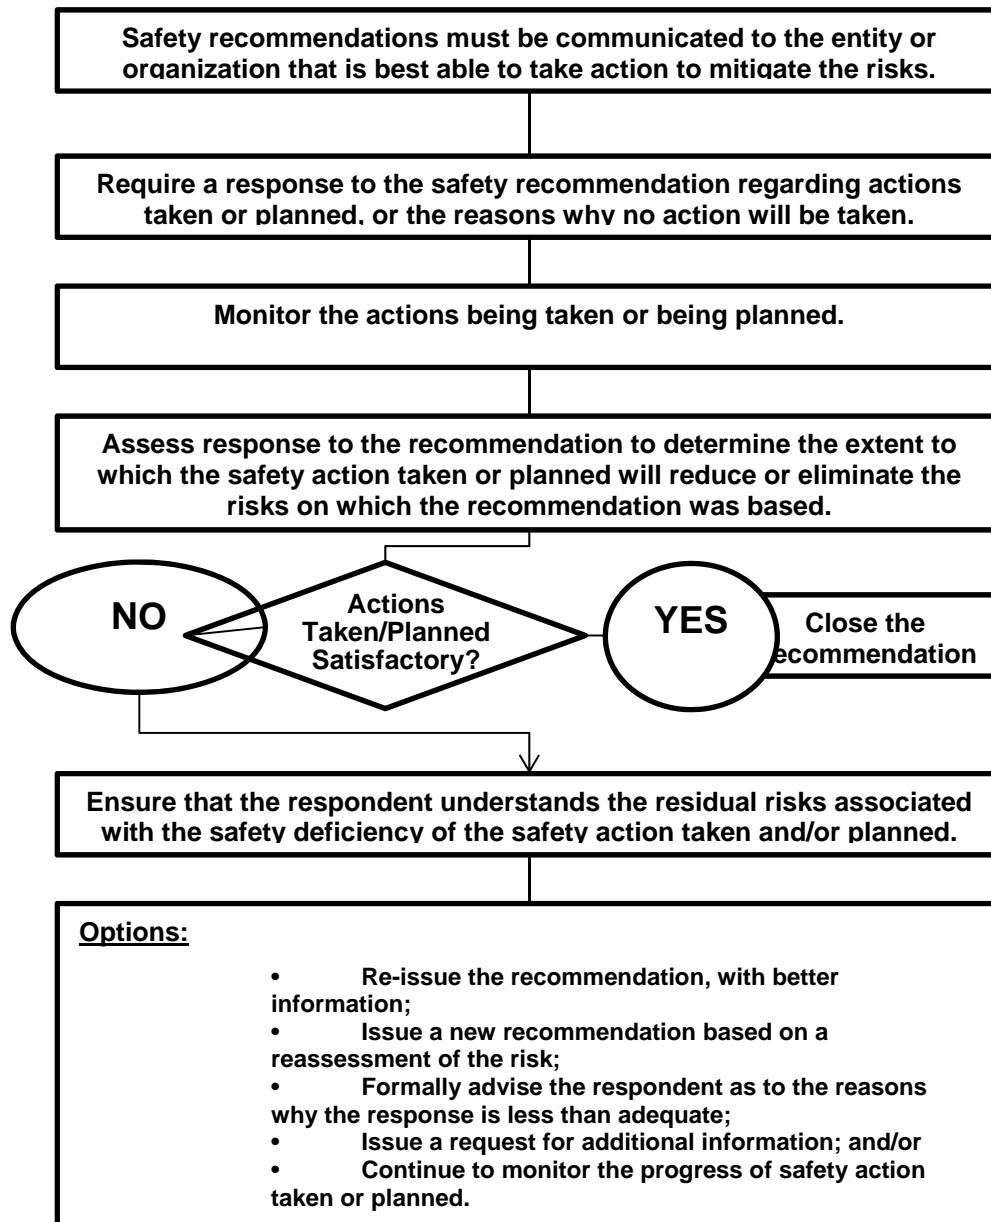 Safety recommendations must be communicated to the entity or
organization that is best able to take action to mitigate the risks.
Require a response to the safety recommendation regarding actions
taken or planned, or the reasons why no action will be taken.
Monitor the actions being taken or being planned.
Assess response to the recommendation to determine the extent to
which the safety action taken or planned will reduce or eliminate the
risks on which the recommendation was based.
NO
Actions
Taken/Planned
Satisfactory?
YES
Close the
ecommendation
Ensure that the respondent understands the residual risks associated
with the safety deficiency of the safety action taken and/or planned.
Options:
• Re-issue the recommendation, with better
information;
• Issue a new recommendation based on a
reassessment of the risk;
• Formally advise the respondent as to the reasons
why the response is less than adequate;
• Issue a request for additional information; and/or
• Continue to monitor the progress of safety action
taken or planned.